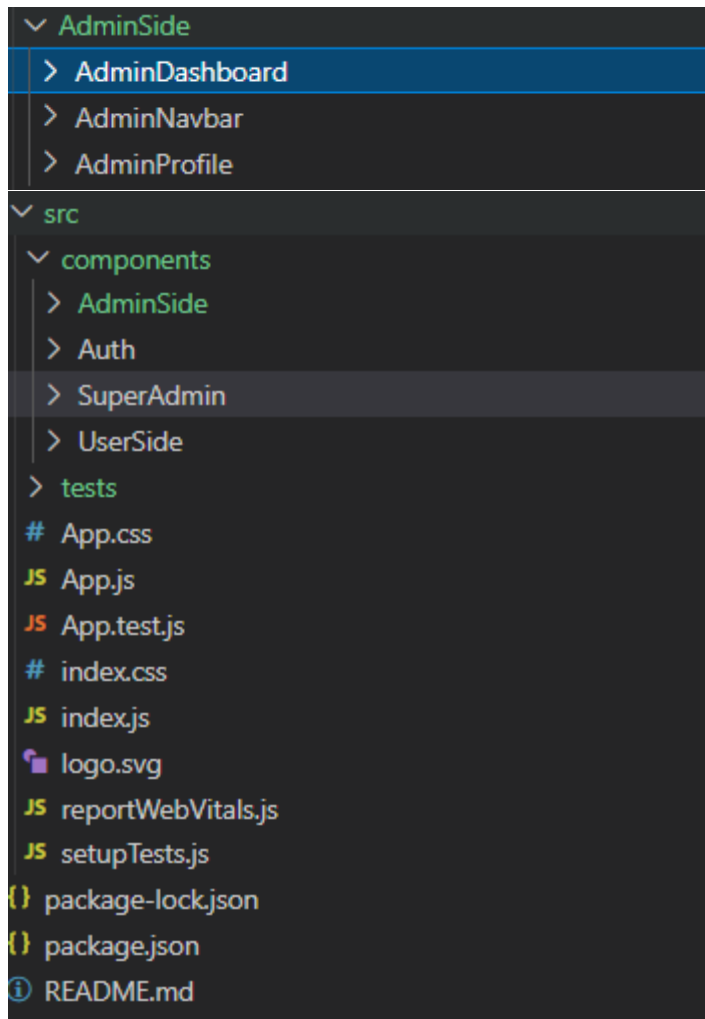 AdminSide
AdminDashboard
AdminNavbar
AdminProfile
src
components
AdminSide
Auth
SuperAdmin
UserSide
tests
# App.css
JS App.js
JS App.test.js
# index.css
JS index.js
logo.svg
JS reportWebVitals.js
JS setupTests.js
{} package-lock.json
{} package.json
README.md